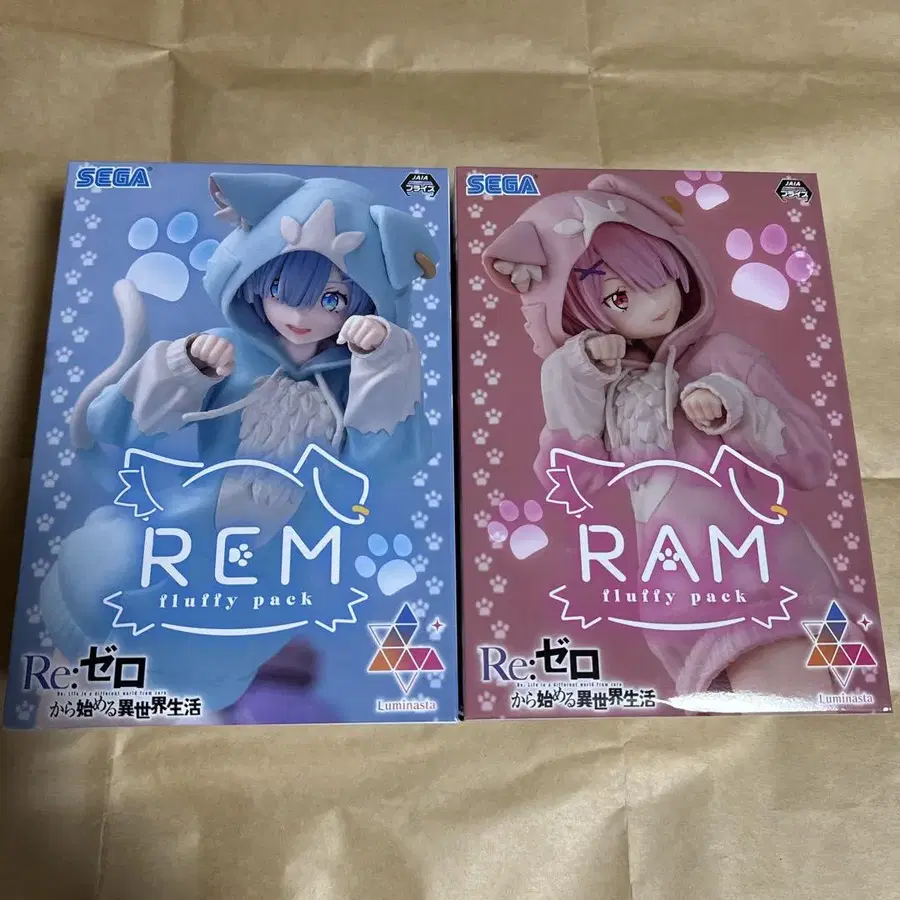 SEGA
JAIA
プライズ
REM
fluffy pack
Re:ゼロ
Re: Life in a different world from zero
から始める異世界生活
Luminasta
SEGA
JAIA
プライズ
RAM
fluffy pack
Re:ゼロ
Re: Life in a different world from zero
から始める異世界生活
Luminasta